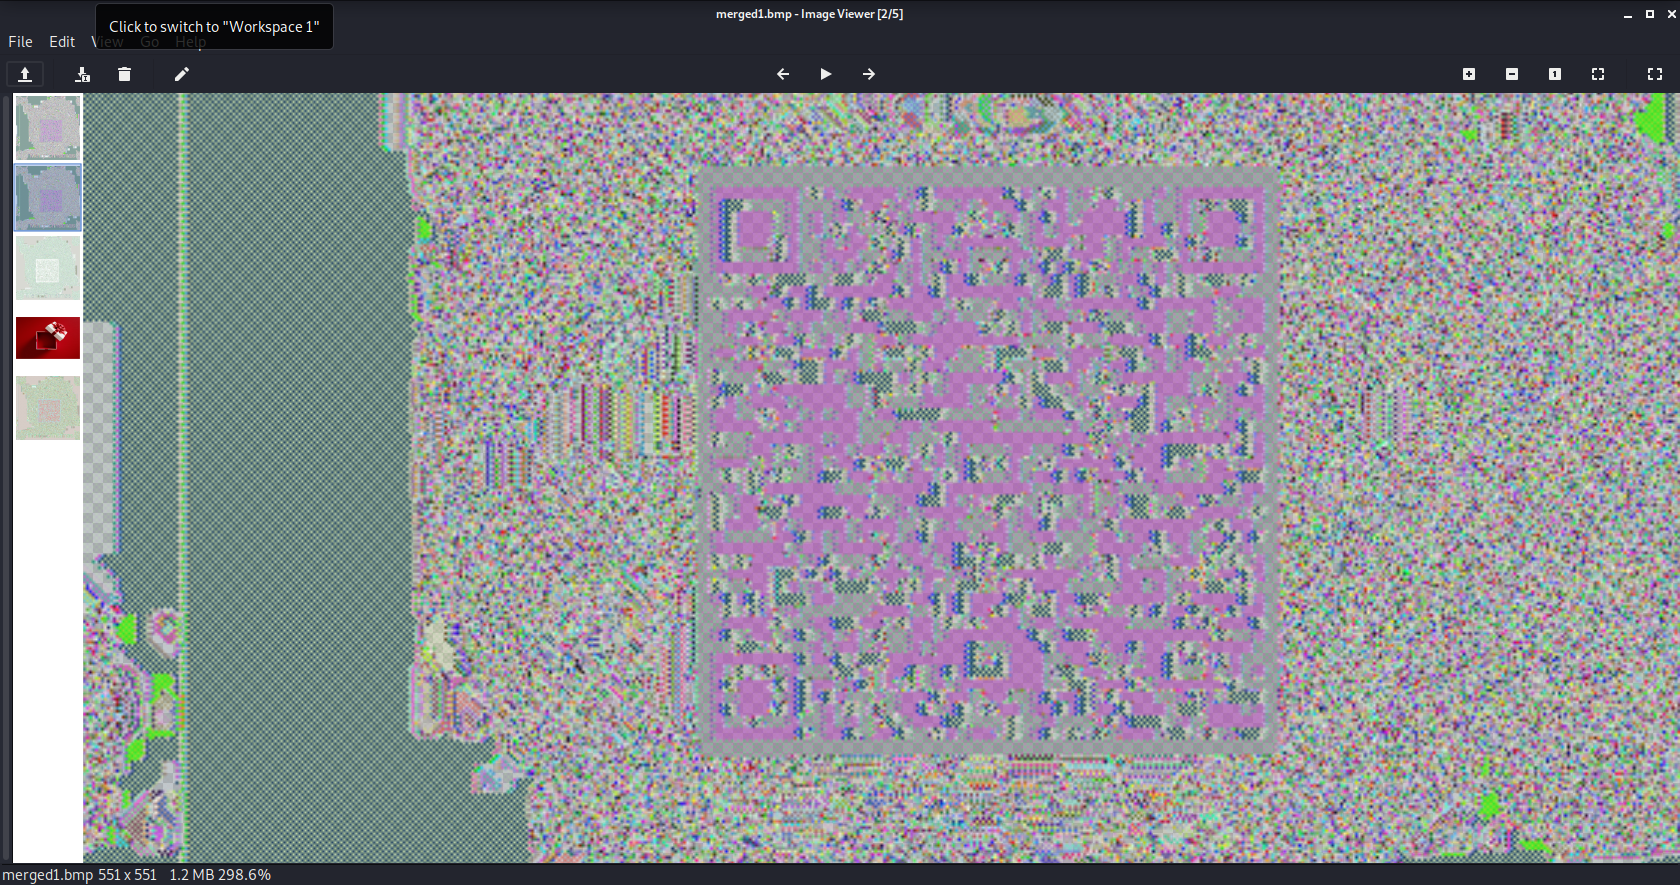 merged1.bmp - Image Viewer [2/5]
Click to switch to "Workspace 1"
File Edit View Go Help
merged1.bmp 551 x 551 1.2 MB 298.6%